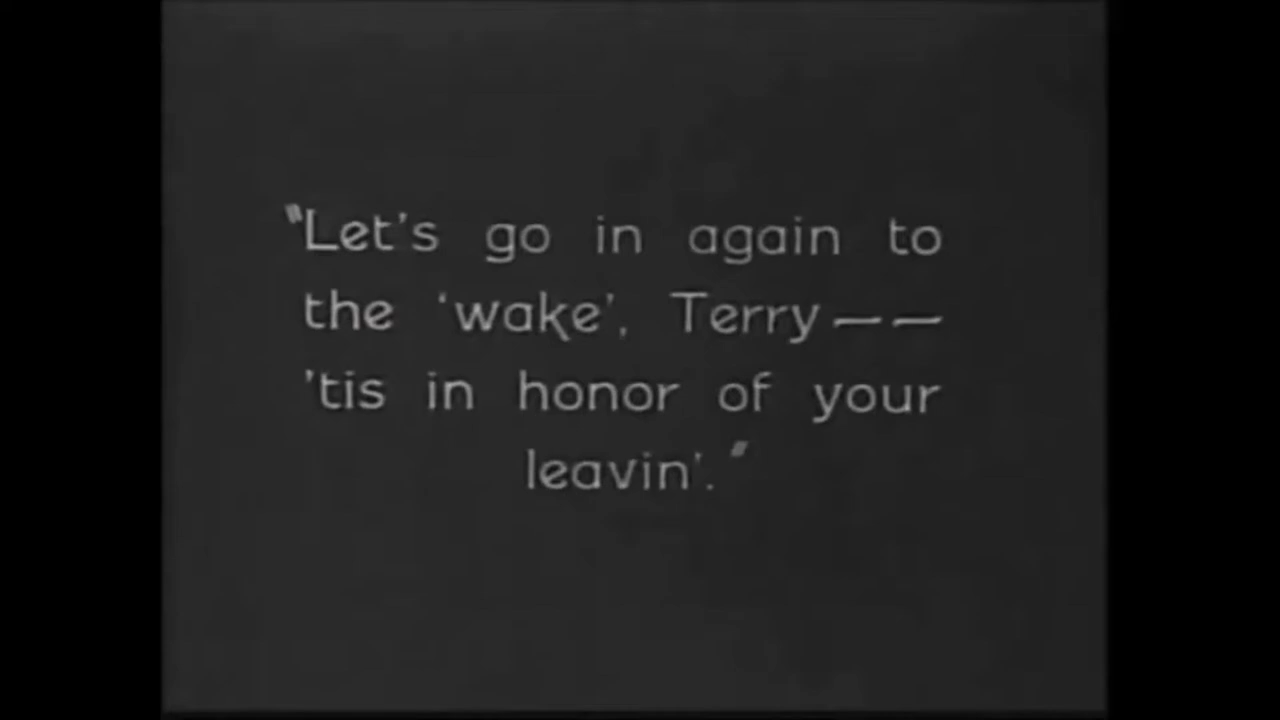 "Let's go in again to
the 'wake', Terry — —
'tis in honor of your
leavin'."